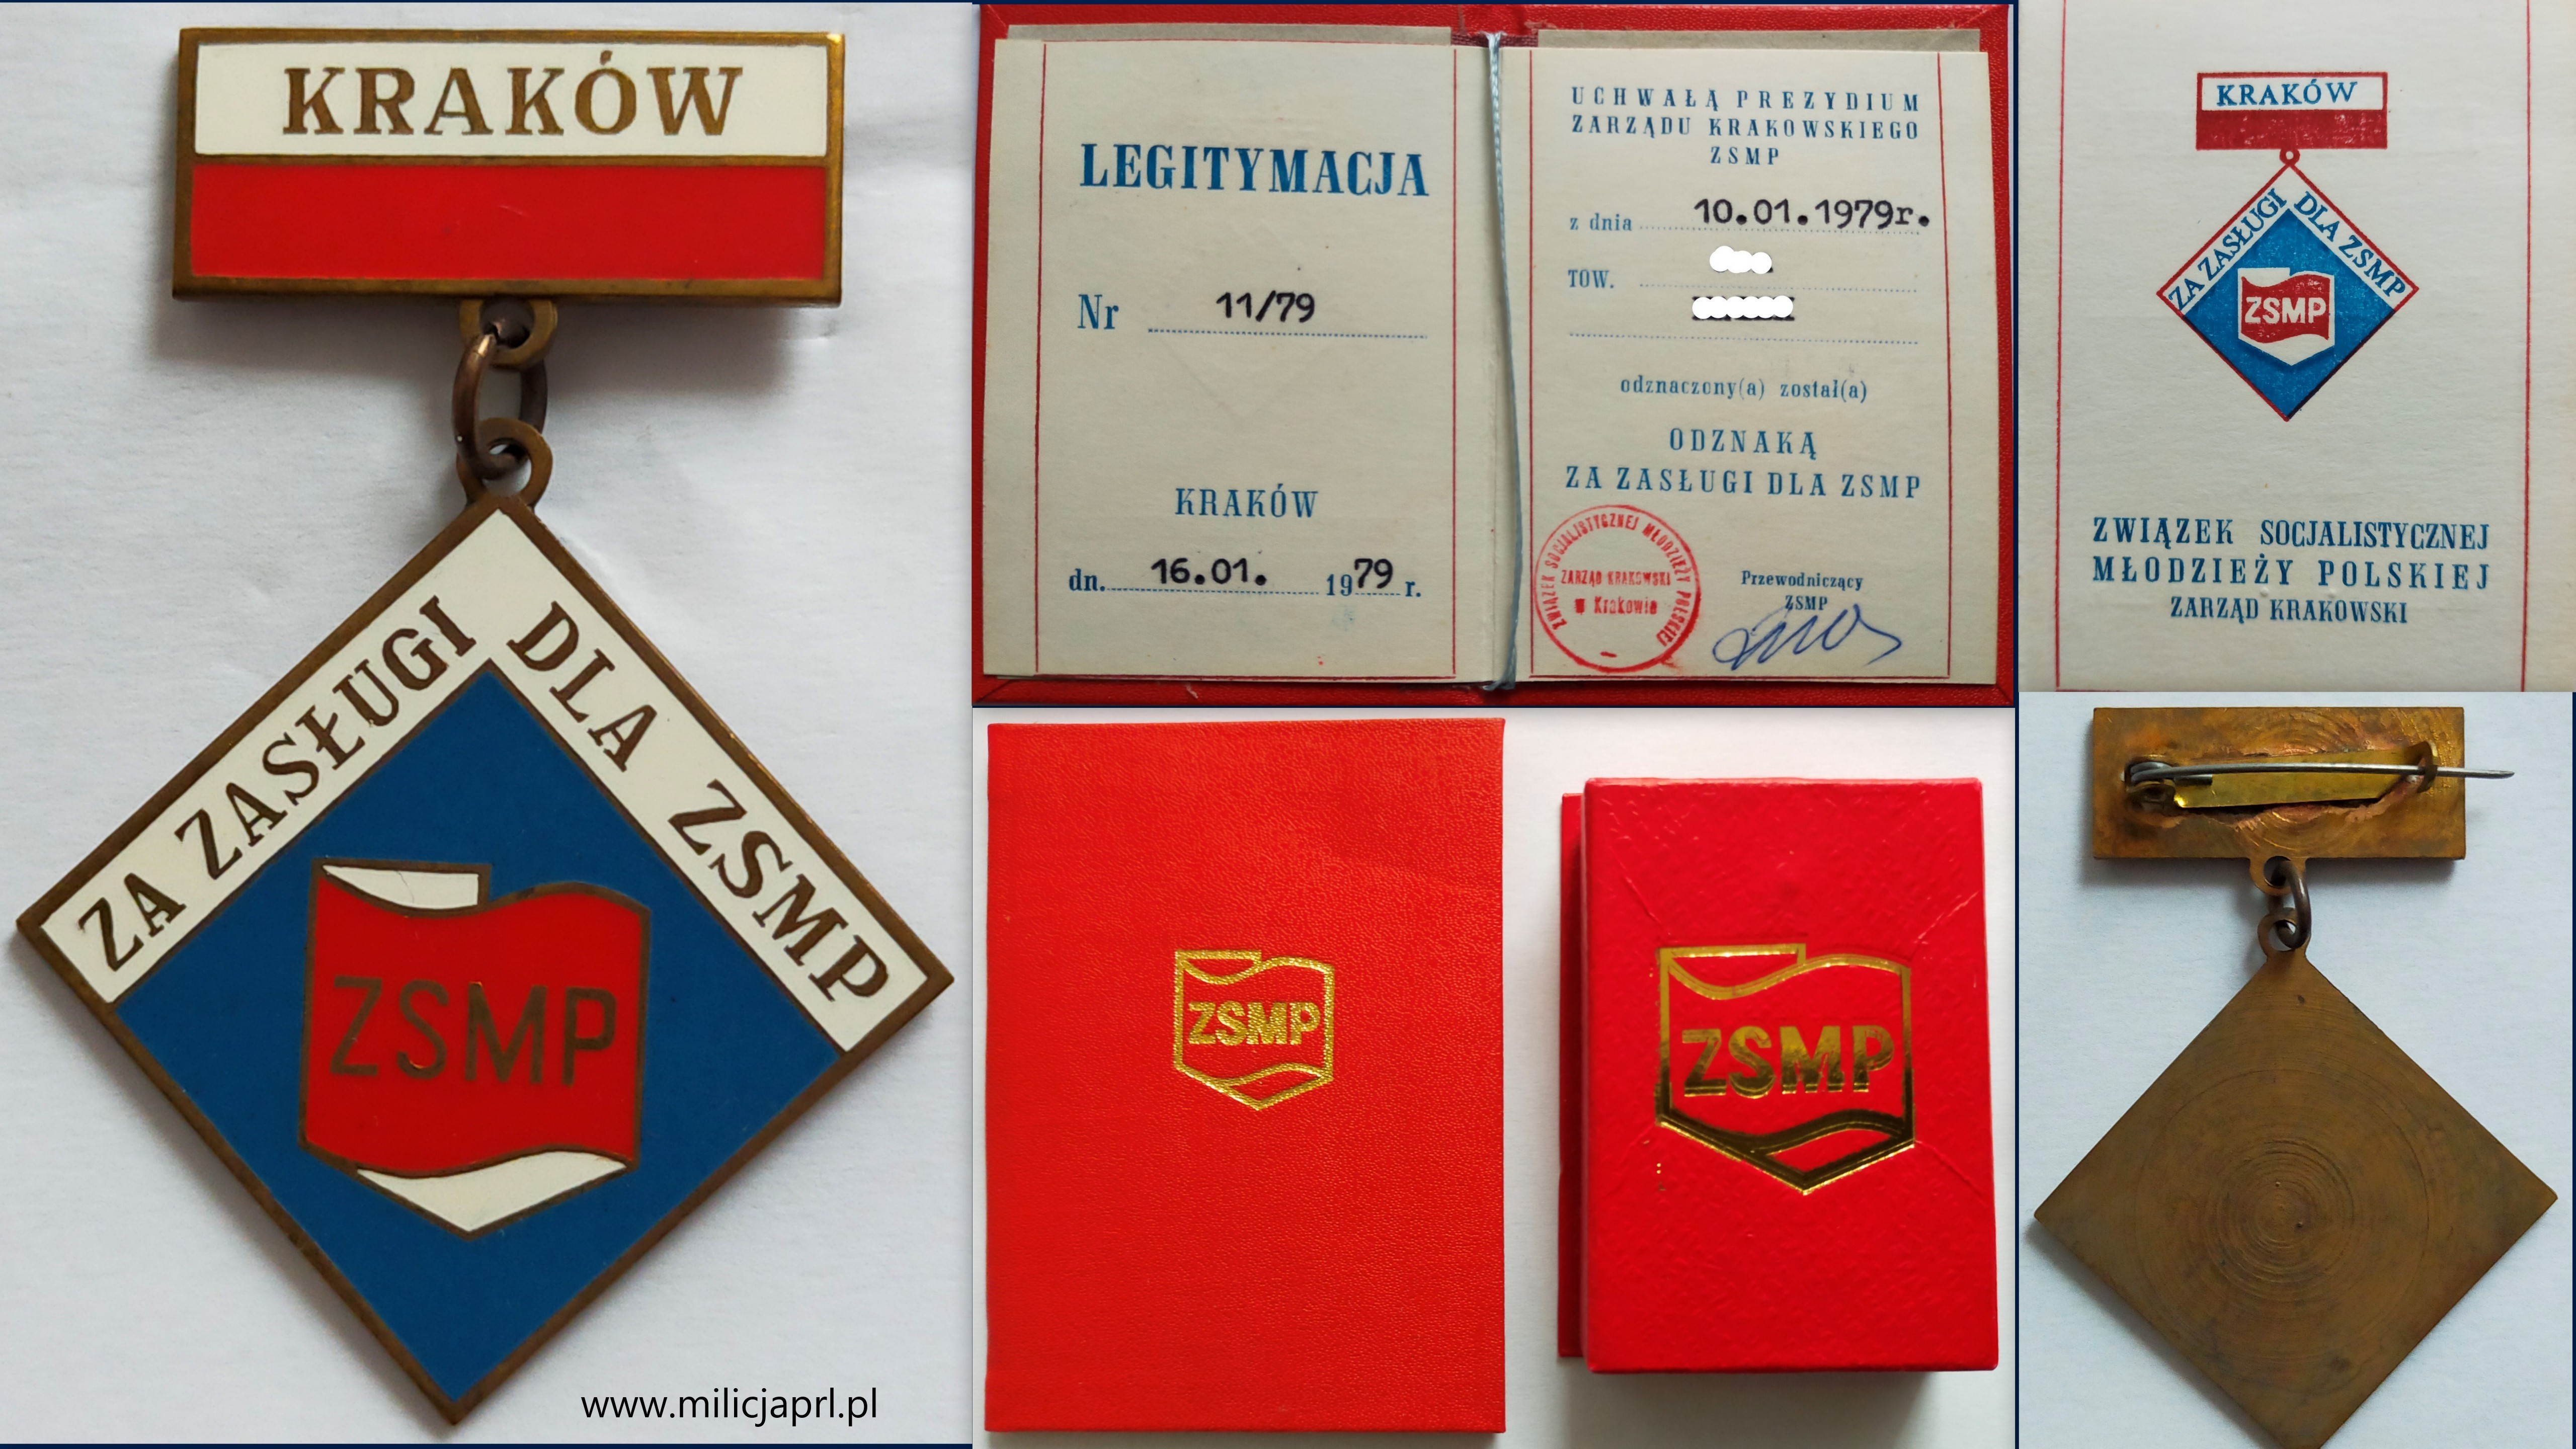 KRAKÓW
ZA ZASŁUGI DLA ZSMP
ZSMP
www.milicjaprl.pl
LEGITYMACJA
Nr 11/79
KRAKÓW
dn. 16.01. 1979 r.
UCHWAŁĄ PREZYDIUM
ZARZĄDU KRAKOWSKIEGO
ZSMP
z dnia 10.01.1979r.
TOW.
odznaczony(a) został(a)
ODZNAKĄ
ZA ZASŁUGI DLA ZSMP
ZWIĄZEK SOCJALISTYCZNEJ MŁODZIEŻY POLSKIEJ
ZARZĄD KRAKOWSKI
w Krakowie
Przewodniczący
ZSMP
ZSMP
ZSMP
KRAKÓW
ZA ZASŁUGI DLA ZSMP
ZSMP
ZWIĄZEK SOCJALISTYCZNEJ
MŁODZIEŻY POLSKIEJ
ZARZĄD KRAKOWSKI